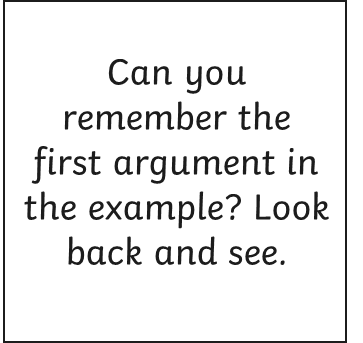 Can you
remember the
first argument in
the example? Look
back and see.